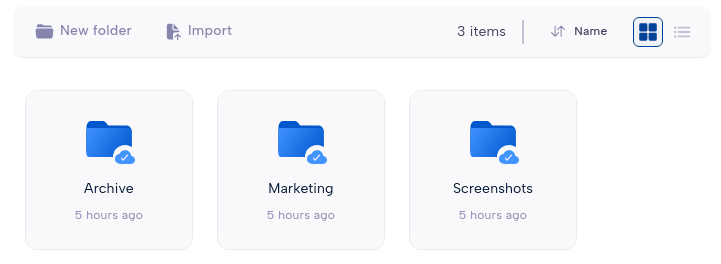 New folder Import 3 items Name
Archive Marketing Screenshots
5 hours ago 5 hours ago 5 hours ago